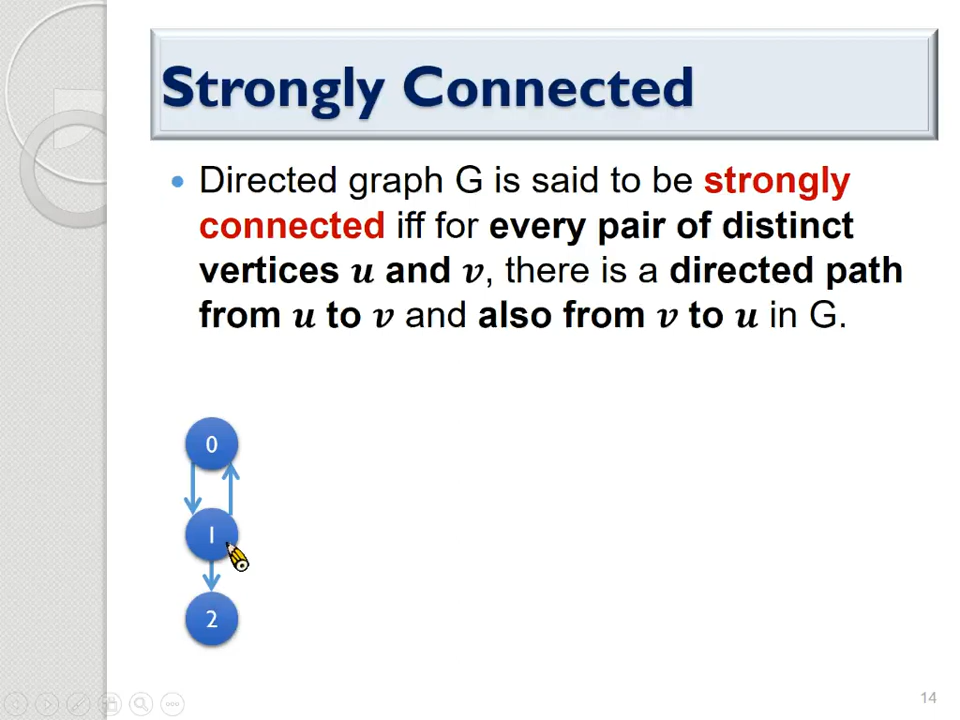 Strongly Connected
• Directed graph G is said to be strongly
connected iff for every pair of distinct
vertices 𝒖 and 𝒗, there is a directed path
from 𝒖 to 𝒗 and also from 𝒗 to 𝒖 in G.
0
1
2
14